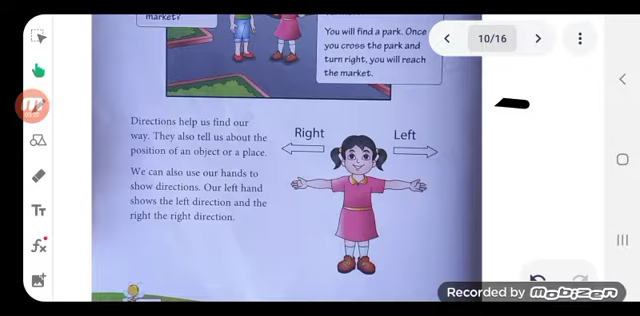 market?
You will find a park. Once
you cross the park and
turn right, you will reach
the market.
10/16
Directions help us find our
way. They also tell us about the
position of an object or a place.
We can also use our hands to
show directions. Our left hand
shows the left direction and the
right the right direction.
Right
Left
TT
fx
Recorded by Mobizen